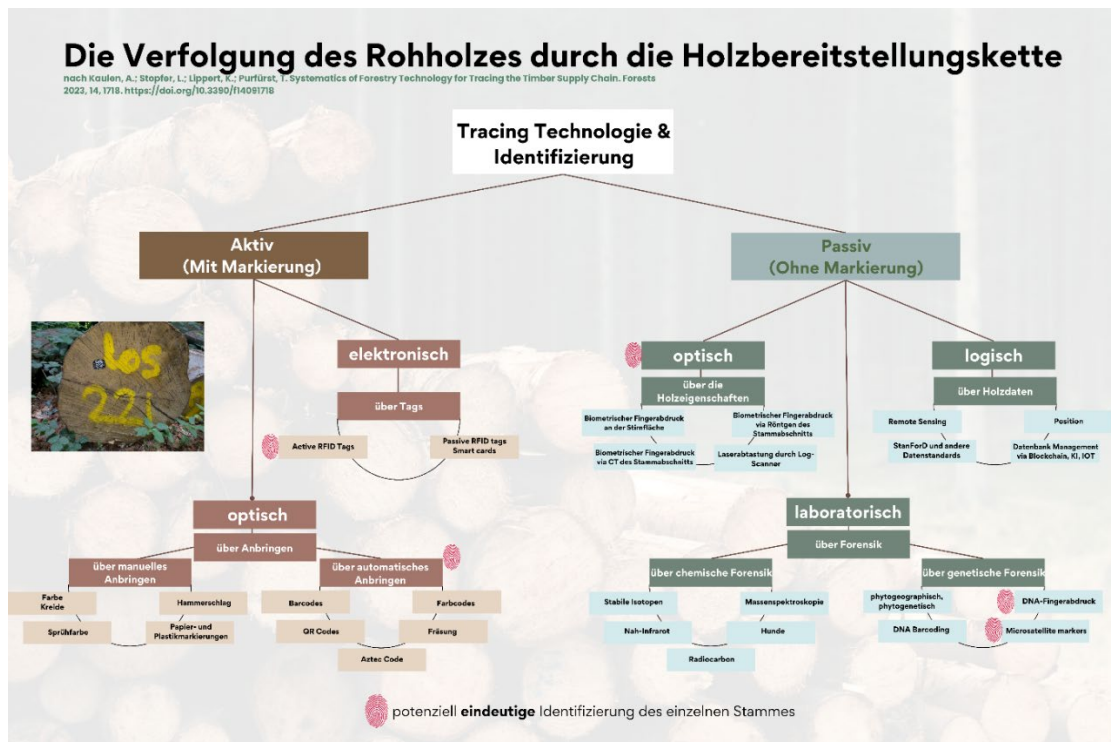 Die Verfolgung des Rohholzes durch die Holzbereitstellungskette
nach Kaulen, A.; Stopfer, L.; Lippert, K.; Purfürst, T. Systematics of Forestry Technology for Tracing the Timber Supply Chain. Forests
2023, 14, 1718. https://doi.org/10.3390/f14091718
Tracing Technologie &
Identifizierung
Aktiv
(Mit Markierung)
Passiv
(Ohne Markierung)
los
221
elektronisch
über Tags
Active RFID Tags
Passive RFID tags
Smart cards
optisch
über die
Holzeigenschaften
Biometrischer Fingerabdruck
an der Stirnfläche
Biometrischer Fingerabdruck
via Röntgen des
Stammabschnitts
Biometrischer Fingerabdruck
via CT des Stammabschnitts
Laserabtastung durch Log-
Scanner
logisch
über Holzdaten
Remote Sensing
Position
StanForD und andere
Datenstandards
Datenbank Management
via Blockchain, KI, IOT
optisch
über Anbringen
über manuelles
Anbringen
Farbe
Kreide
Hammerschlag
Sprühfarbe
Papier- und
Plastikmarkierungen
über automatisches
Anbringen
Barcodes
Farbcodes
QR Codes
Fräsung
Aztec Code
laboratorisch
über Forensik
über chemische Forensik
Stabile Isotopen
Massenspektroskopie
Nah-Infrarot
Hunde
Radiocarbon
über genetische Forensik
phytogeographisch,
phytogenetisch
DNA-Fingerabdruck
DNA Barcoding
Microsatellite markers
potenziell eindeutige Identifizierung des einzelnen Stammes